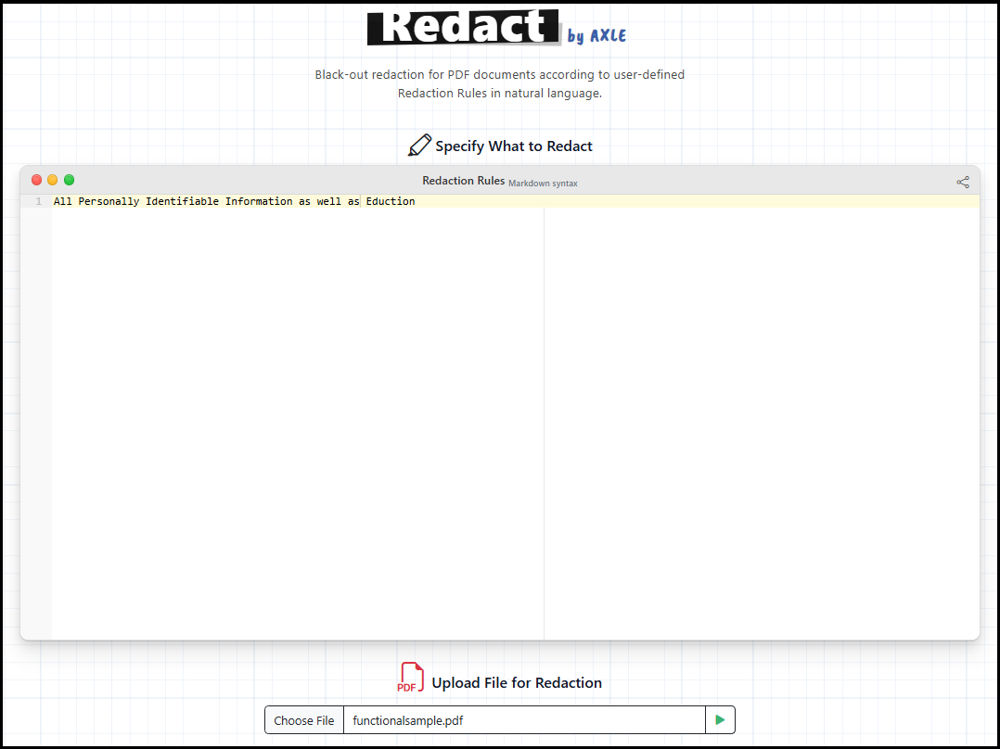 Redact by AXLE
Black-out redaction for PDF documents according to user-defined
Redaction Rules in natural language.
Specify What to Redact
Redaction Rules Markdown syntax
1 All Personally Identifiable Information as well as Eduction
PDF Upload File for Redaction
Choose File functionalsample.pdf